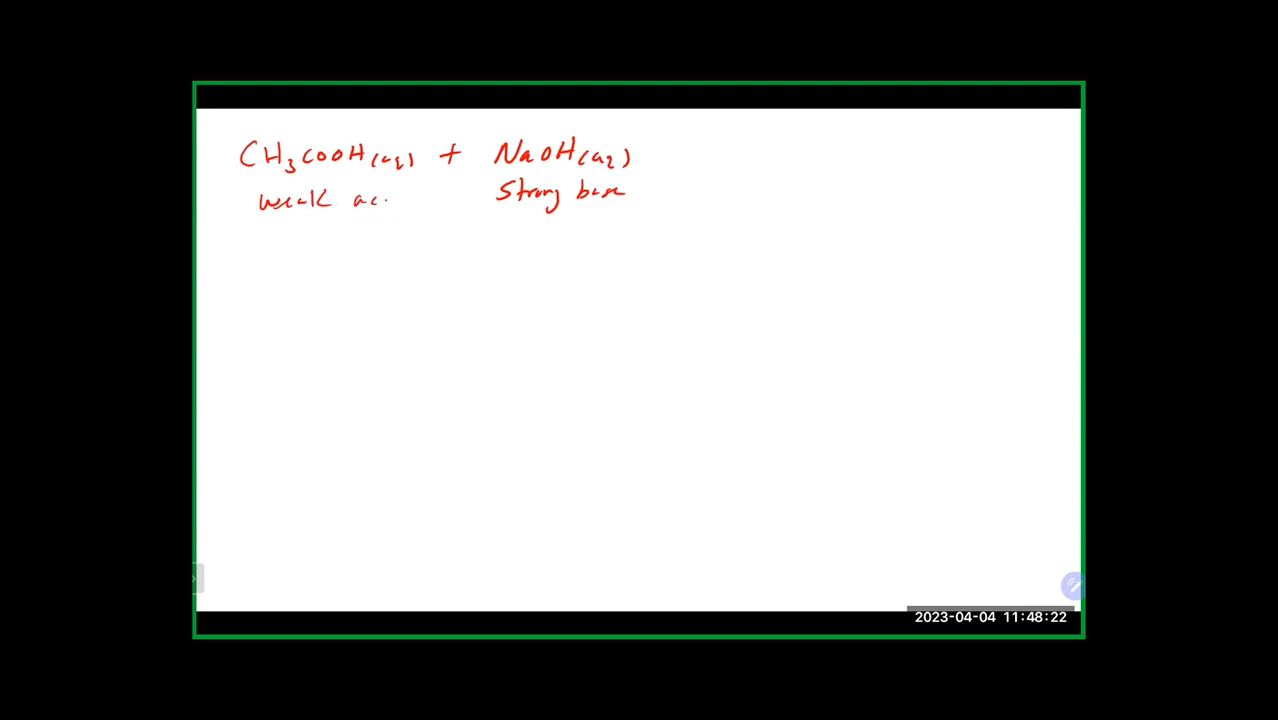 CH₃COOH(aq) + NaOH(aq)
weak ac. strong base
2023-04-04 11:48:22